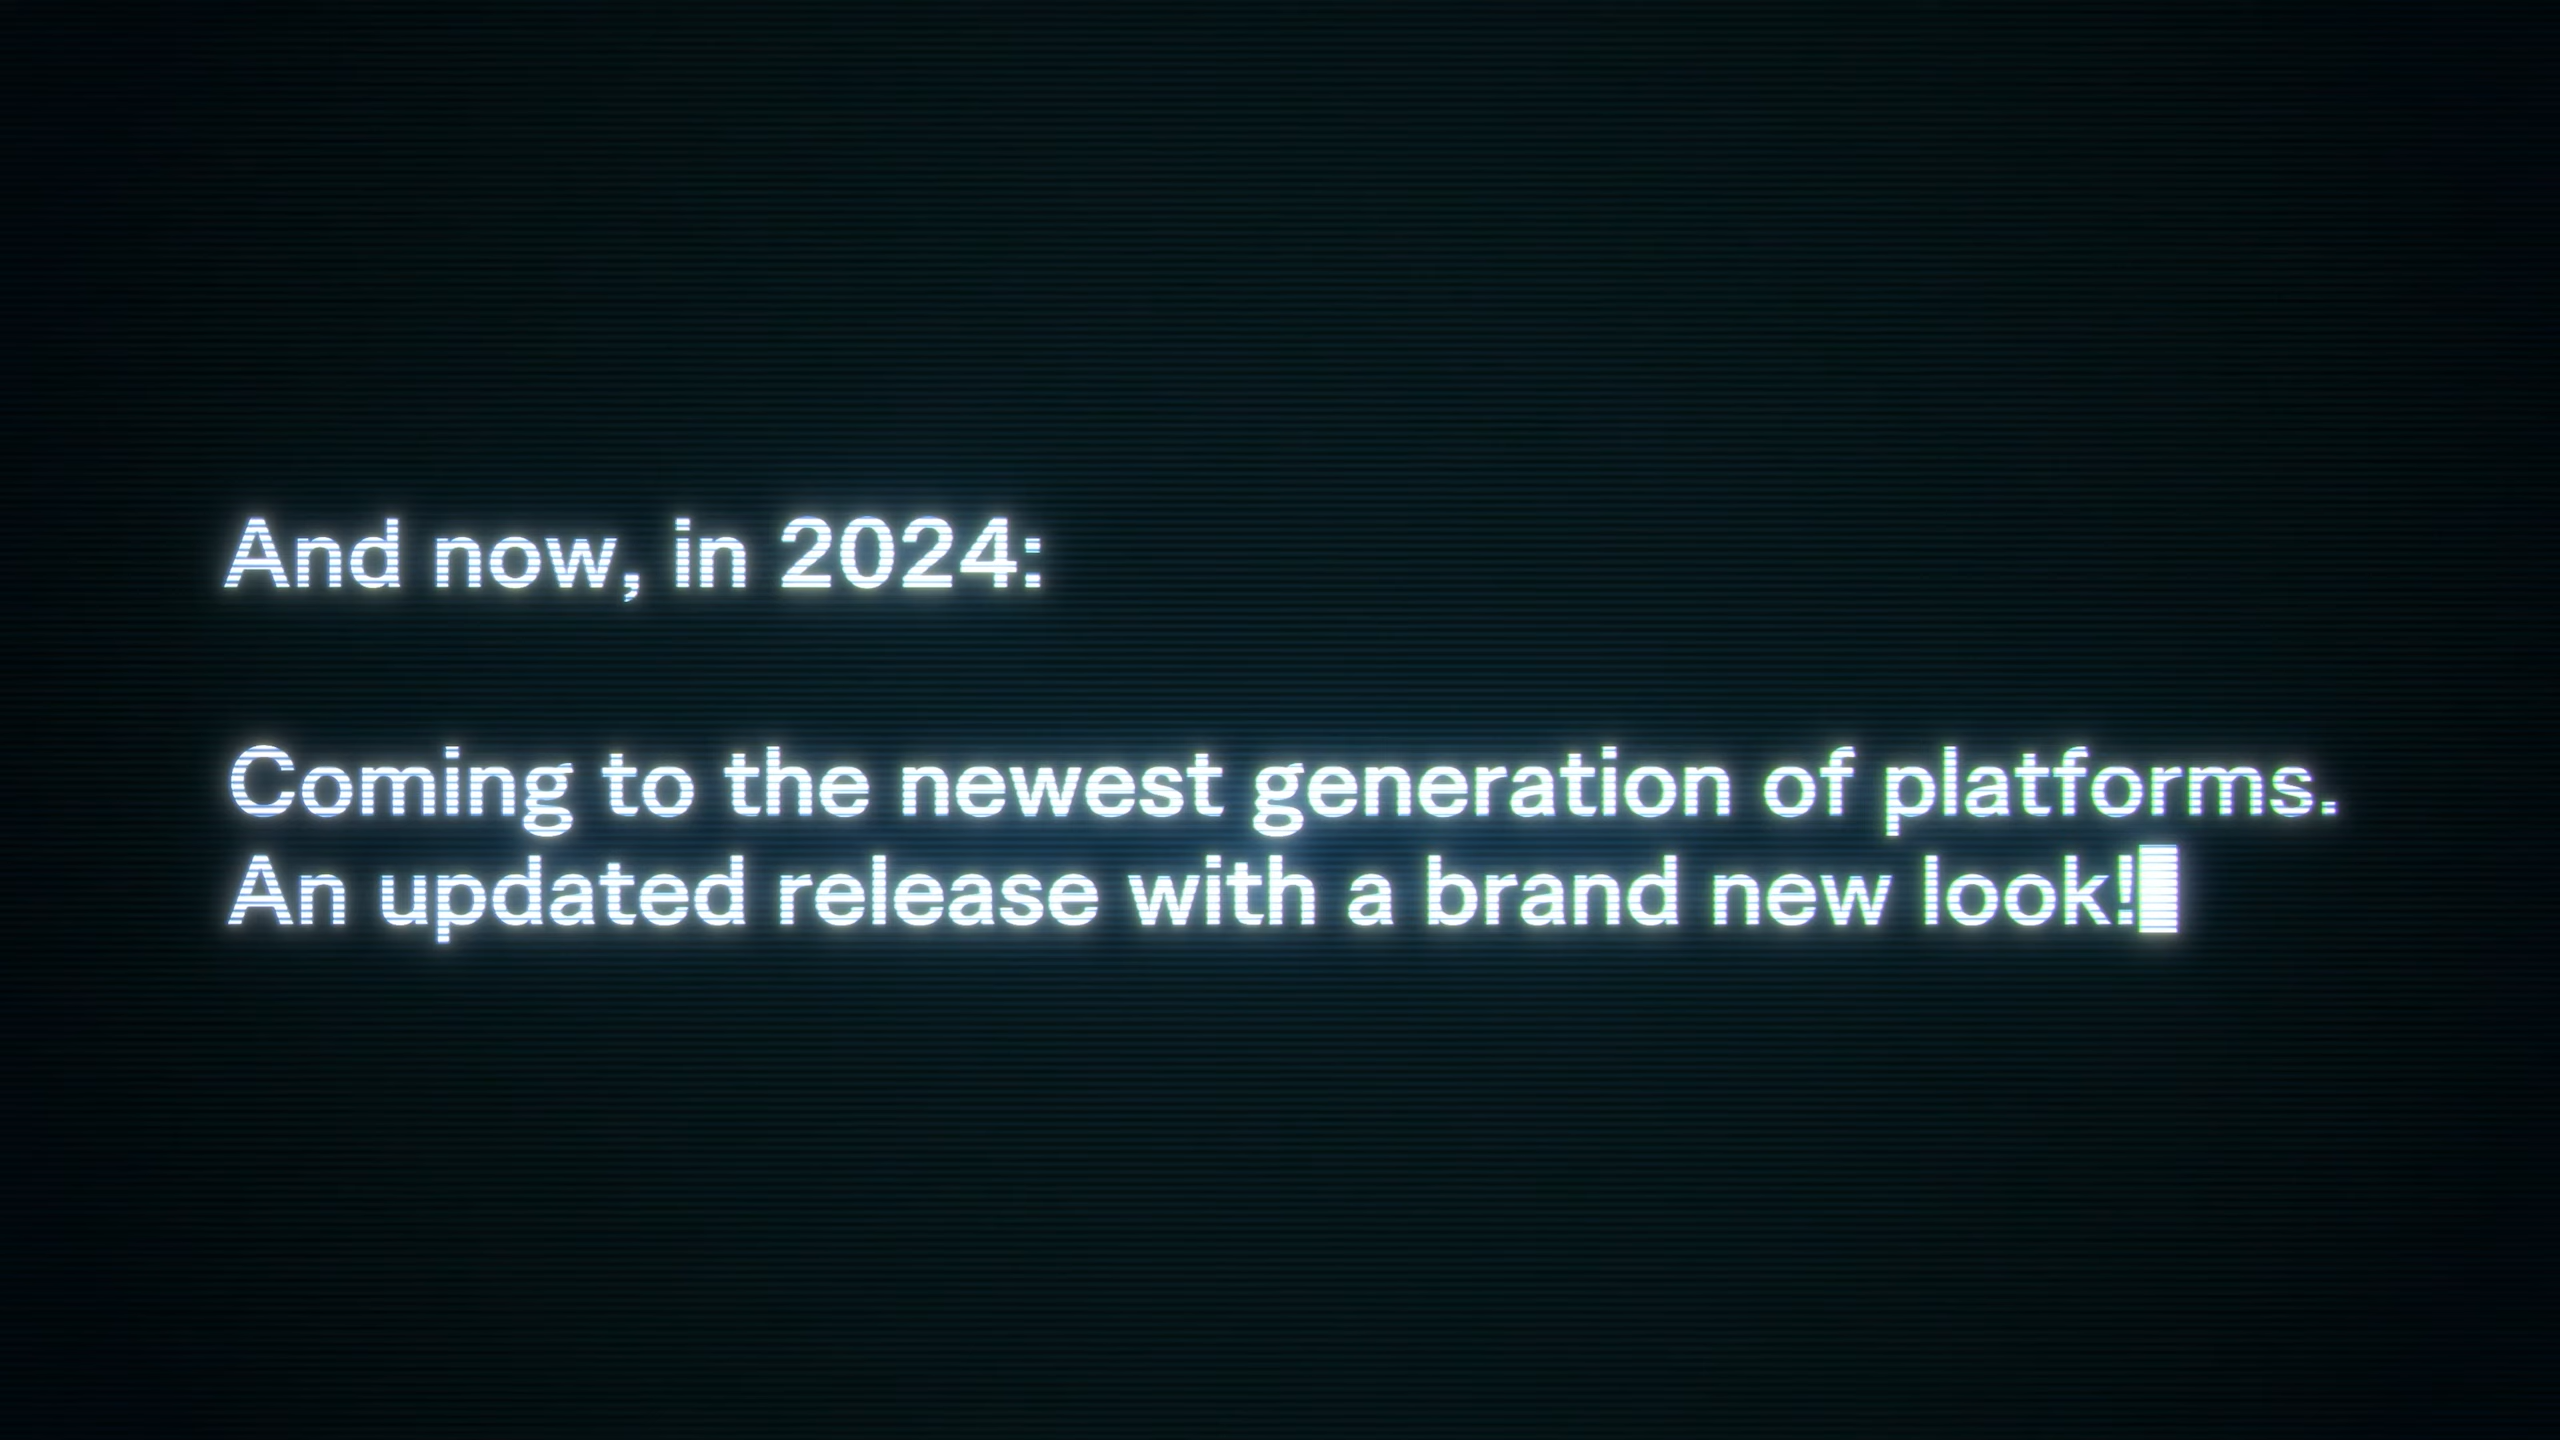 And now, in 2024:
Coming to the newest generation of platforms.
An updated release with a brand new look!